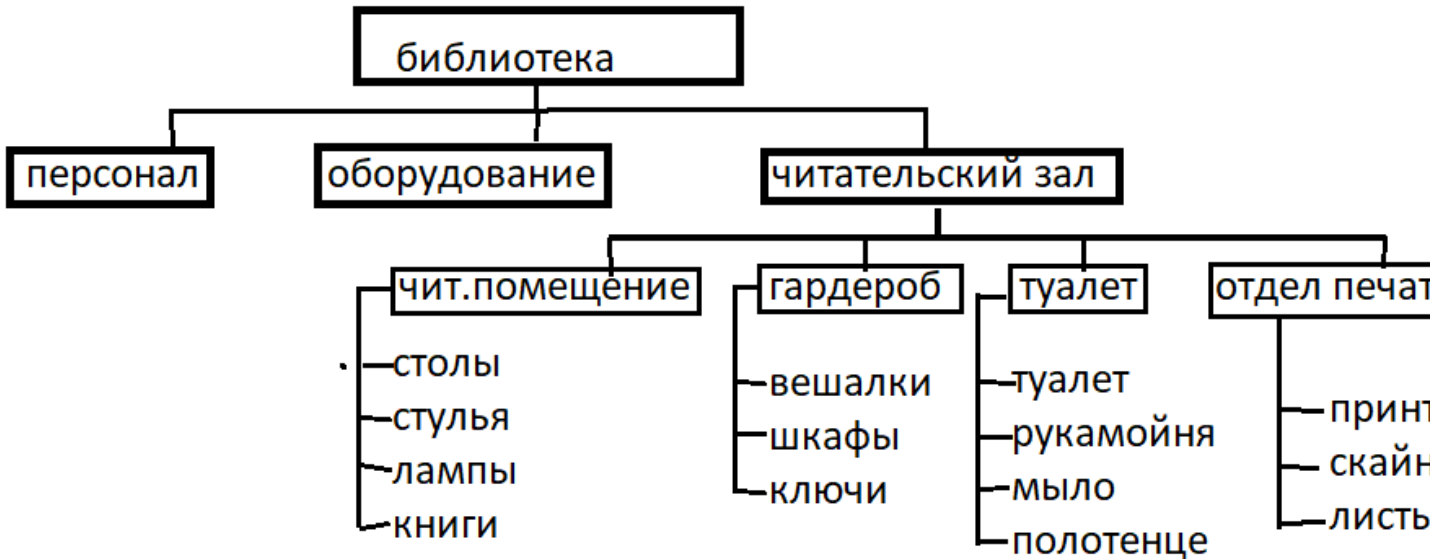 библиотека
персонал
оборудование
читательский зал
чит.помещение
столы
стулья
лампы
книги
гардероб
вешалки
шкафы
ключи
туалет
туалет
рукамойня
мыло
полотенце
отдел